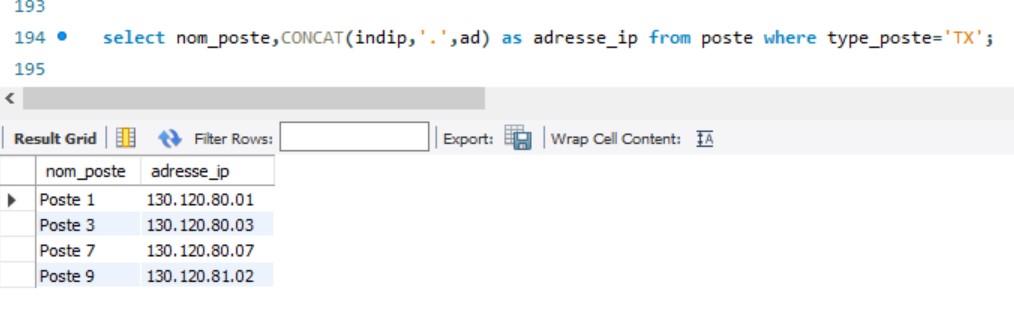 193
194 select nom_poste,CONCAT(indip,'.',ad) as adresse_ip from poste where type_poste='TX';
195
Result Grid Filter Rows: Export: Wrap Cell Content:
nom_poste adresse_ip
Poste 1 130.120.80.01
Poste 3 130.120.80.03
Poste 7 130.120.80.07
Poste 9 130.120.81.02